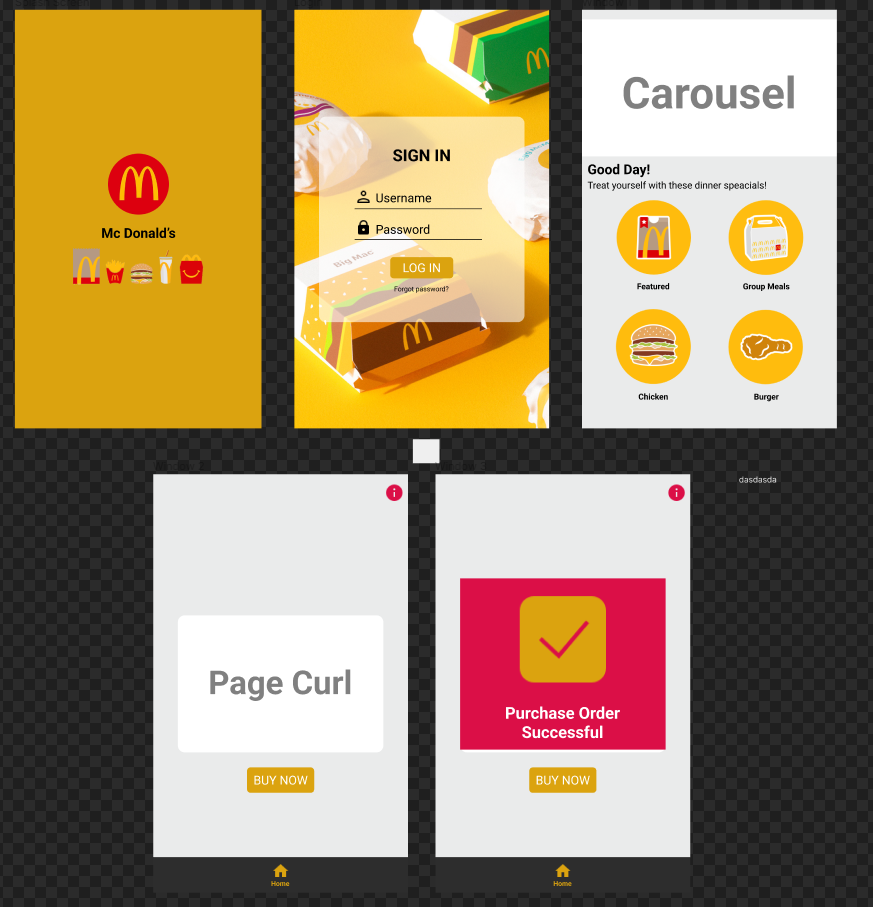 Mc Donald's
SIGN IN
Username
Password
Big Mac
LOG IN
Forgot password?
Carousel
Good Day!
Treat yourself with these dinner speacials!
Featured
Group Meals
Chicken
Burger
dasdasda
Page Curl
BUY NOW
Home
Purchase Order
Successful
BUY NOW
Home